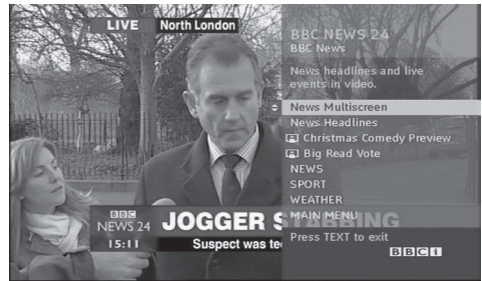 LIVE North London
BBC NEWS 24
BBC News
News headlines and live
events in video.
News Multiscreen
News Headlines
Christmas Comedy Preview
Big Read Vote
NEWS
SPORT
WEATHER
MAIN MENU
Press TEXT to exit
BBCi
BBC
NEWS 24
15:11
JOGGER STABBING
Suspect was